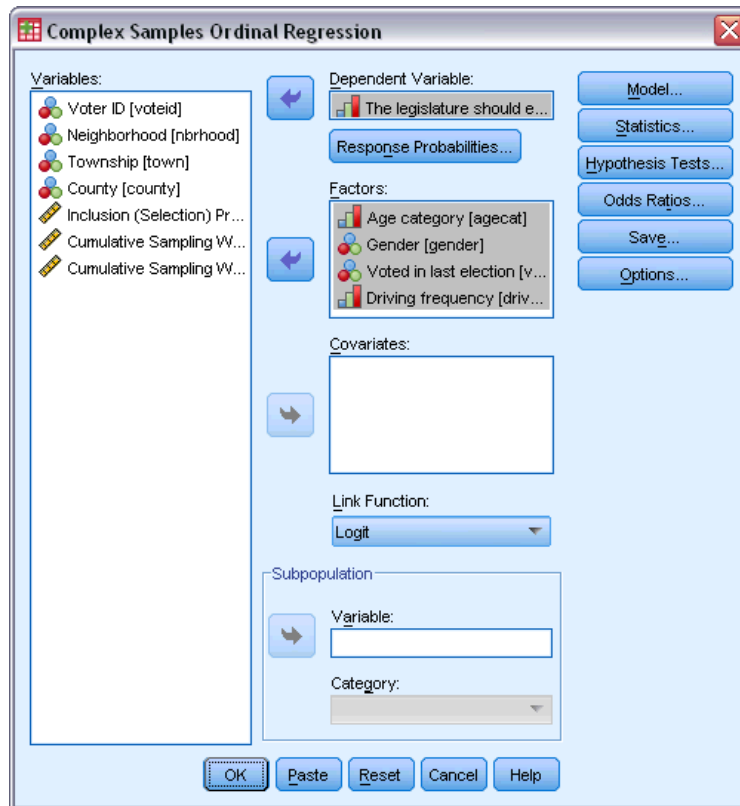 Complex Samples Ordinal Regression
Variables:
Voter ID [voteid]
Neighborhood [nbrhood]
Township [town]
County [county]
Inclusion (Selection) Pr...
Cumulative Sampling W...
Cumulative Sampling W...
Dependent Variable:
The legislature should e...
Response Probabilities...
Factors:
Age category [agecat]
Gender [gender]
Voted in last election [v...
Driving frequency [driv...
Covariates:
Link Function:
Logit
Subpopulation
Variable:
Category:
Model...
Statistics...
Hypothesis Tests...
Odds Ratios...
Save...
Options...
OK
Paste
Reset
Cancel
Help